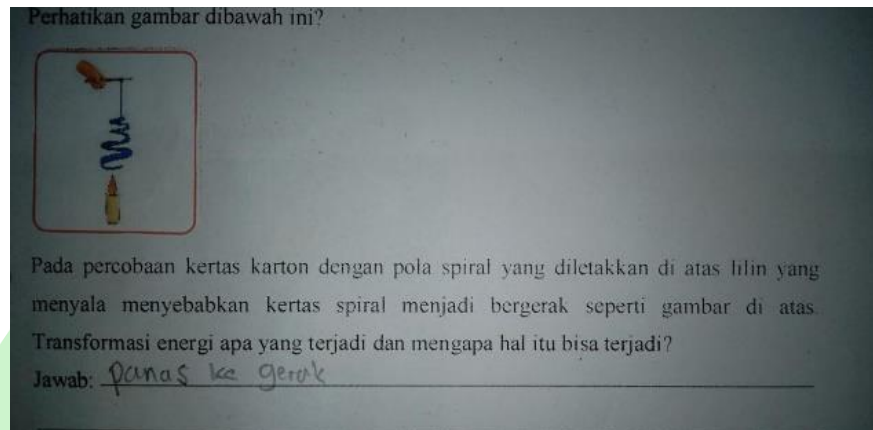 Perhatikan gambar dibawah ini?
Pada percobaan kertas karton dengan pola spiral yang diletakkan di atas lilin yang
menyala menyebabkan kertas spiral menjadi bergerak seperti gambar di atas.
Transformasi energi apa yang terjadi dan mengapa hal itu bisa terjadi?
Jawab: panas ke gerak